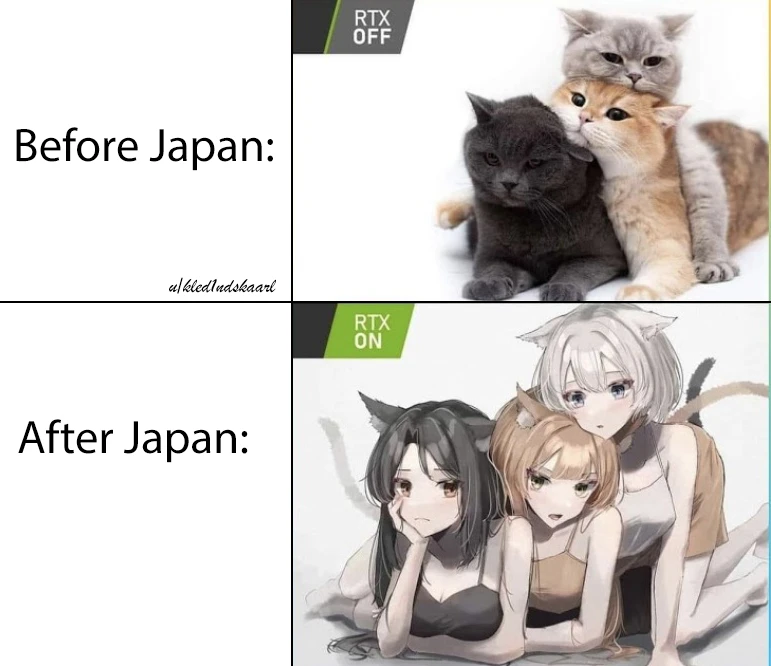 RTX
OFF
Before Japan:
u/kled1ndskaarl
RTX
ON
After Japan: